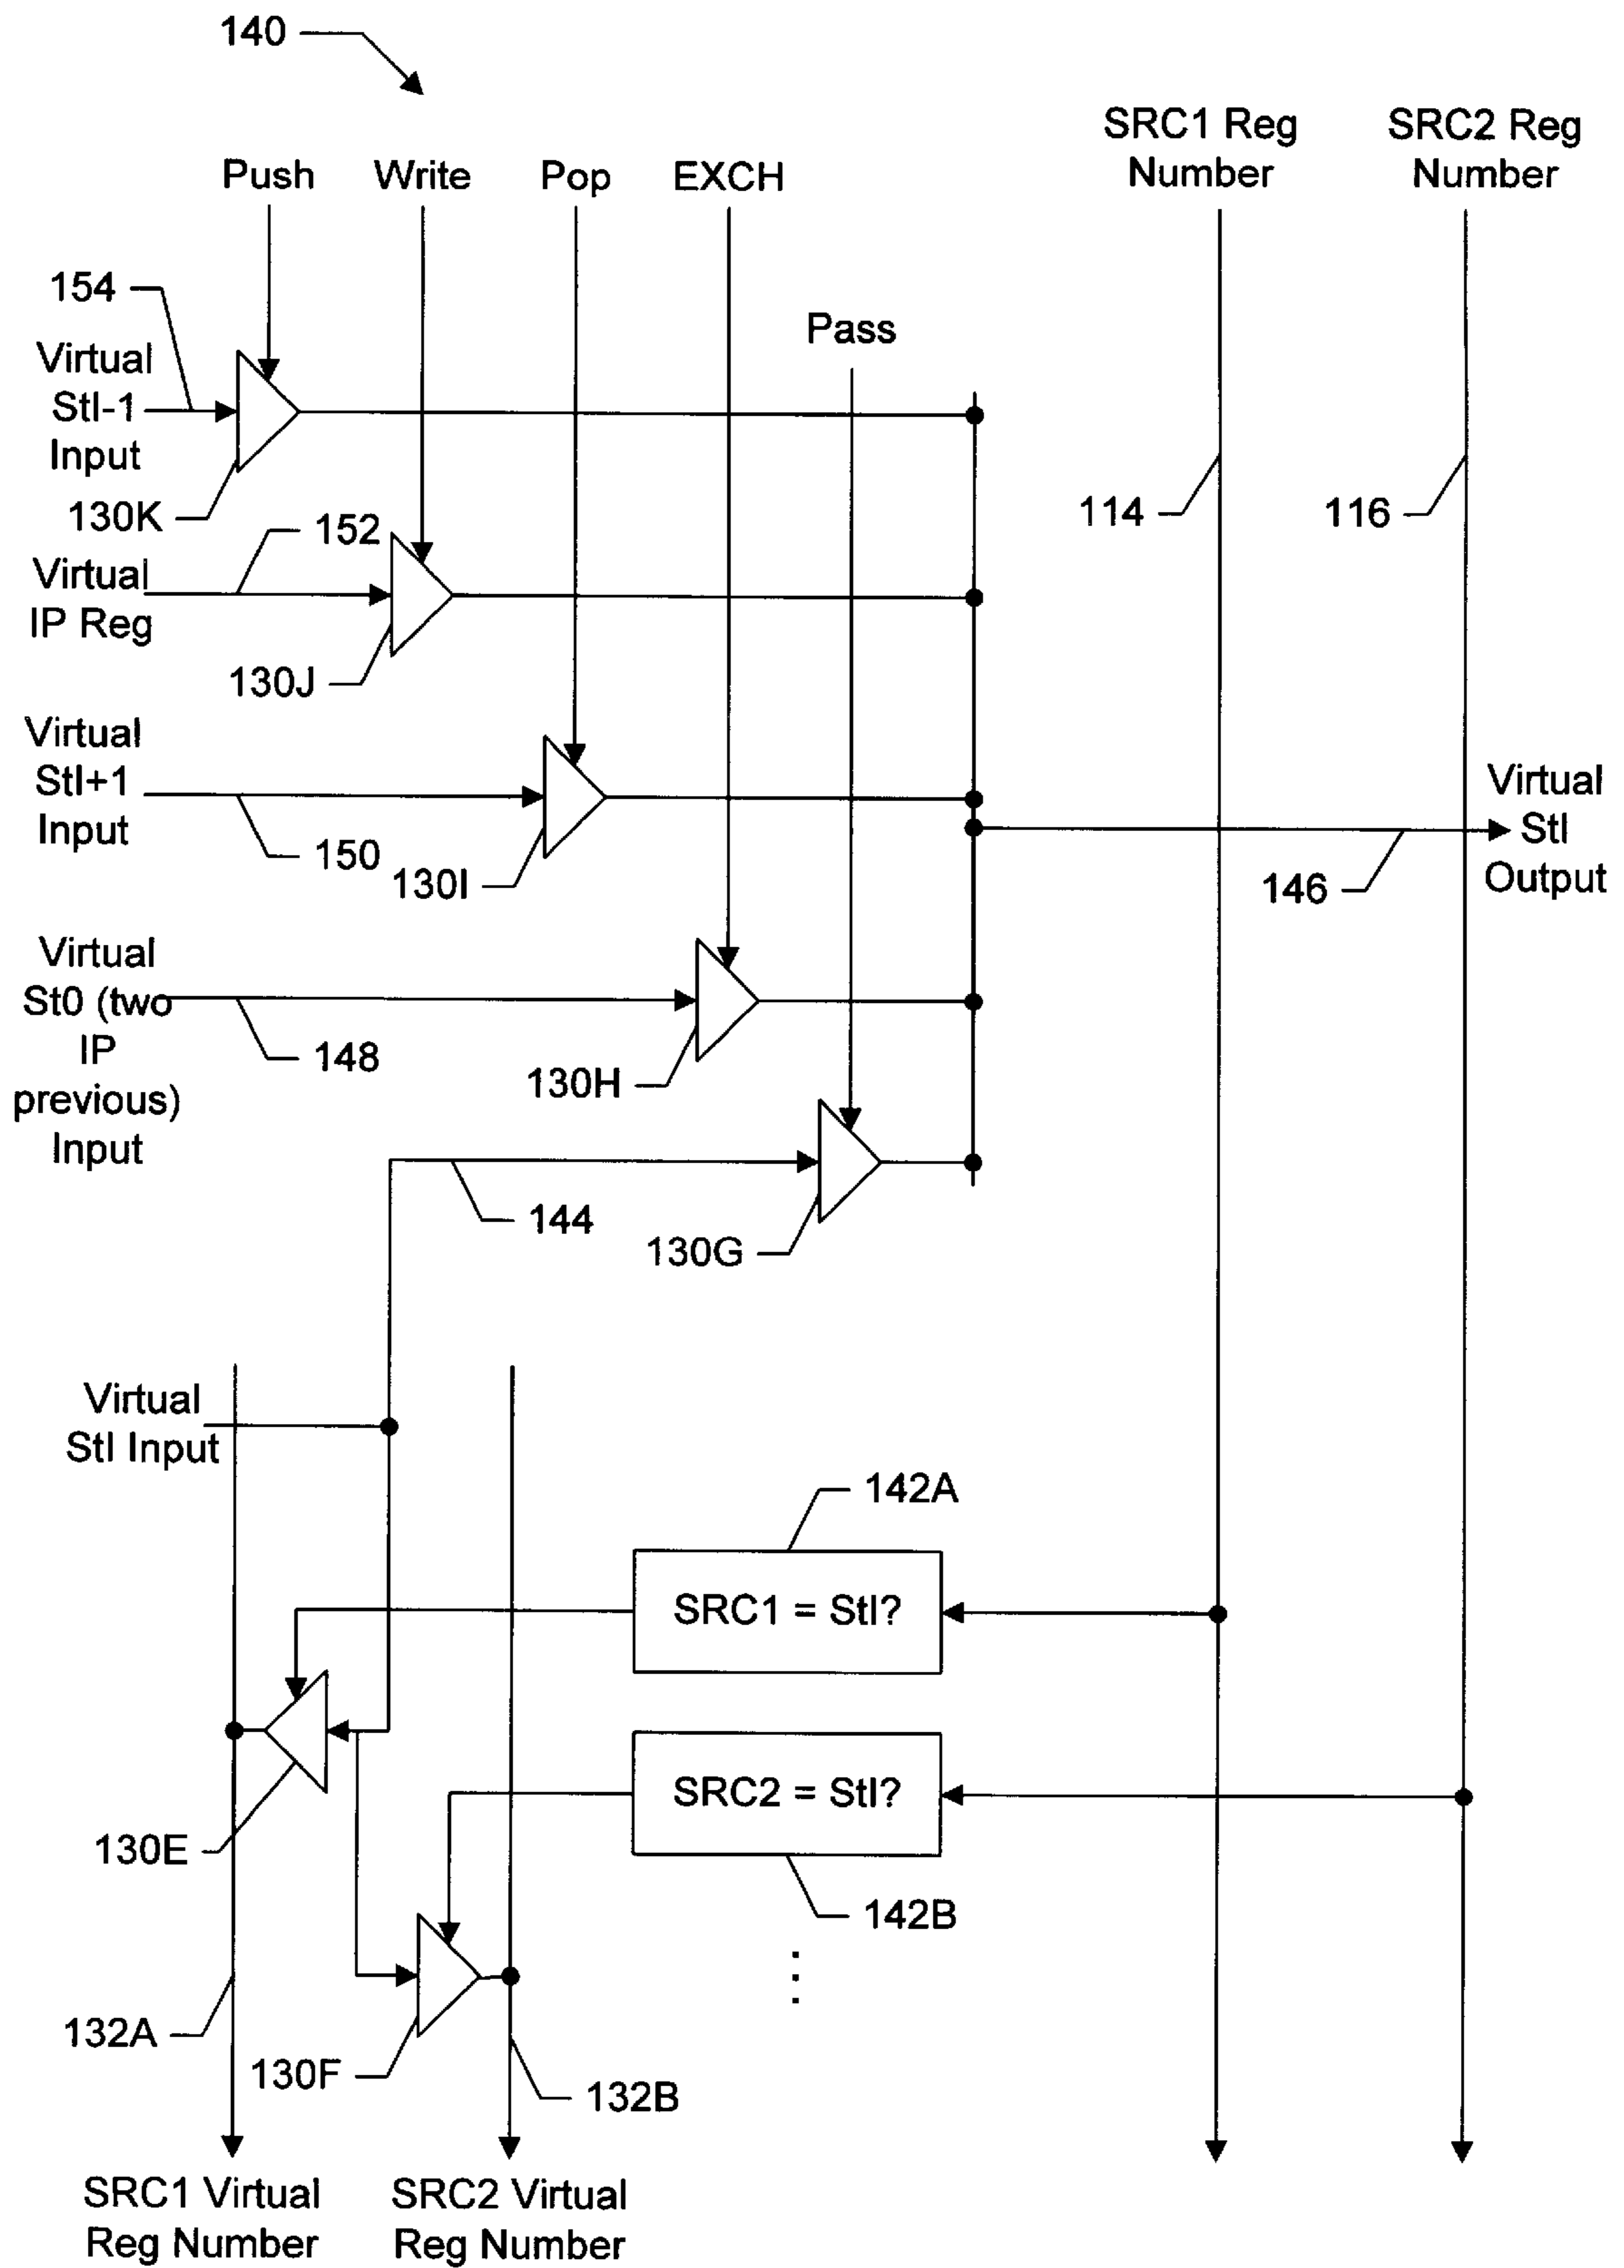 140
SRC1 Reg
Number
SRC2 Reg
Number
Push
Write
Pop
EXCH
154
Pass
Virtual
StI-1
Input
130K
114
116
152
Virtual
IP Reg
130J
Virtual
StI+1
Input
150
130I
Virtual
StI
Output
146
Virtual
St0 (two
IP
previous)
Input
148
130H
144
130G
Virtual
StI Input
142A
SRC1 = StI?
SRC2 = StI?
130E
142B
132A
130F
132B
SRC1 Virtual
Reg Number
SRC2 Virtual
Reg Number